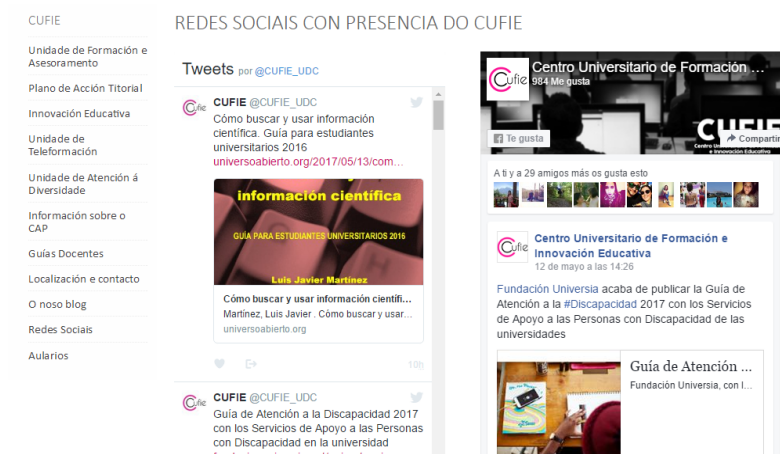 CUFIE
Unidade de Formación e
Asesoramento
Plano de Acción Titorial
Innovación Educativa
Unidade de
Teleformación
Unidade de Atención á
Diversidade
Información sobre o
CAP
Guías Docentes
Localización e contacto
O noso blog
Redes Sociais
Aularios
REDES SOCIAIS CON PRESENCIA DO CUFIE
Tweets por @CUFIE_UDC
Cufie
CUFIE @CUFIE_UDC
Cómo buscar y usar información
científica. Guía para estudiantes
universitarios 2016
universoabierto.org/2017/05/13/com…
información científica
GUÍA PARA ESTUDIANTES UNIVERSITARIOS 2016
Luis Javier Martínez
Cómo buscar y usar información científi...
Martínez, Luis Javier . Cómo buscar y usar...
universoabierto.org
10h
Cufie
CUFIE @CUFIE_UDC
Guía de Atención a la Discapacidad 2017
con los Servicios de Apoyo a las Personas
con Discapacidad en la universidad
Cufie
Centro Universitario de Formación ...
984 Me gusta
CUFIE
e Innovación Educativa
Te gusta
Compartir
A ti y a 29 amigos más os gusta esto
Cufie
Centro Universitario de Formación e
Innovación Educativa
12 de mayo a las 14:26
Fundación Universia acaba de publicar la Guía de
Atención a la #Discapacidad 2017 con los Servicios
de Apoyo a las Personas con Discapacidad de las
universidades
Guía de Atención ...
Fundación Universia, con l...